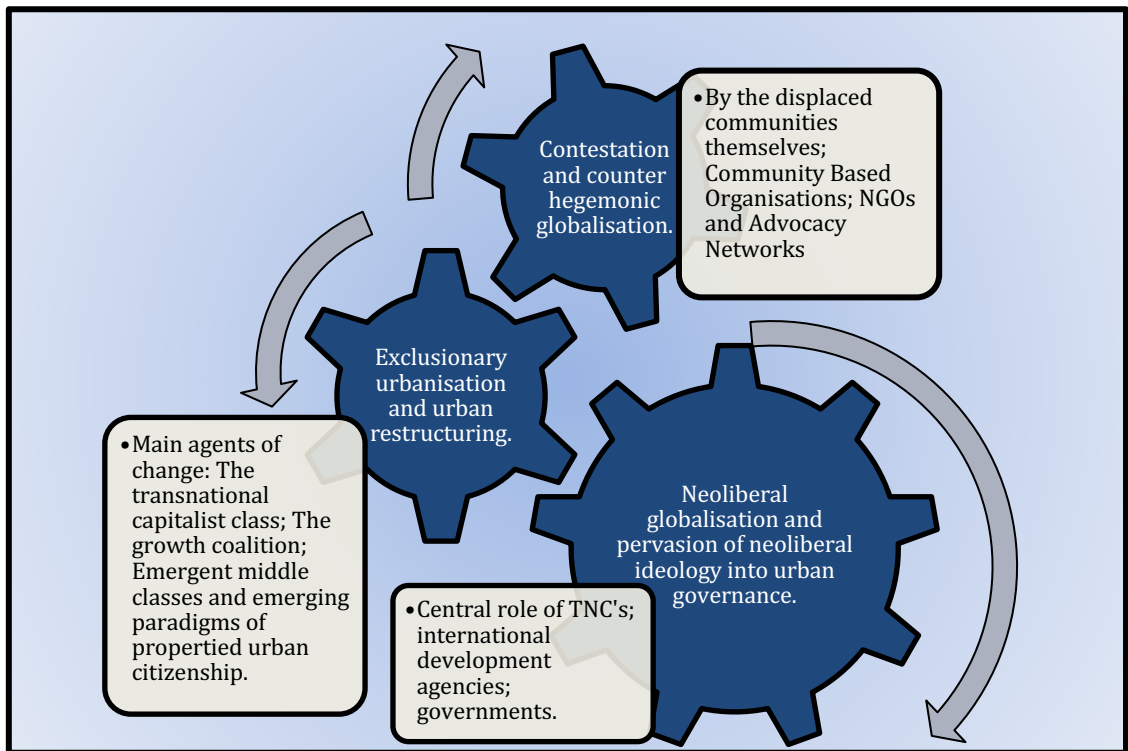 Contestation
and counter
hegemonic
globalisation.
•By the displaced
communities
themselves;
Community Based
Organisations; NGOs
and Advocacy
Networks
Exclusionary
urbanisation
and urban
restructuring.
•Main agents of
change: The
transnational
capitalist class; The
growth coalition;
Emergent middle
classes and emerging
paradigms of
propertied urban
citizenship.
Neoliberal
globalisation and
pervasion of neoliberal
ideology into urban
governance.
•Central role of TNC's;
international
development
agencies;
governments.